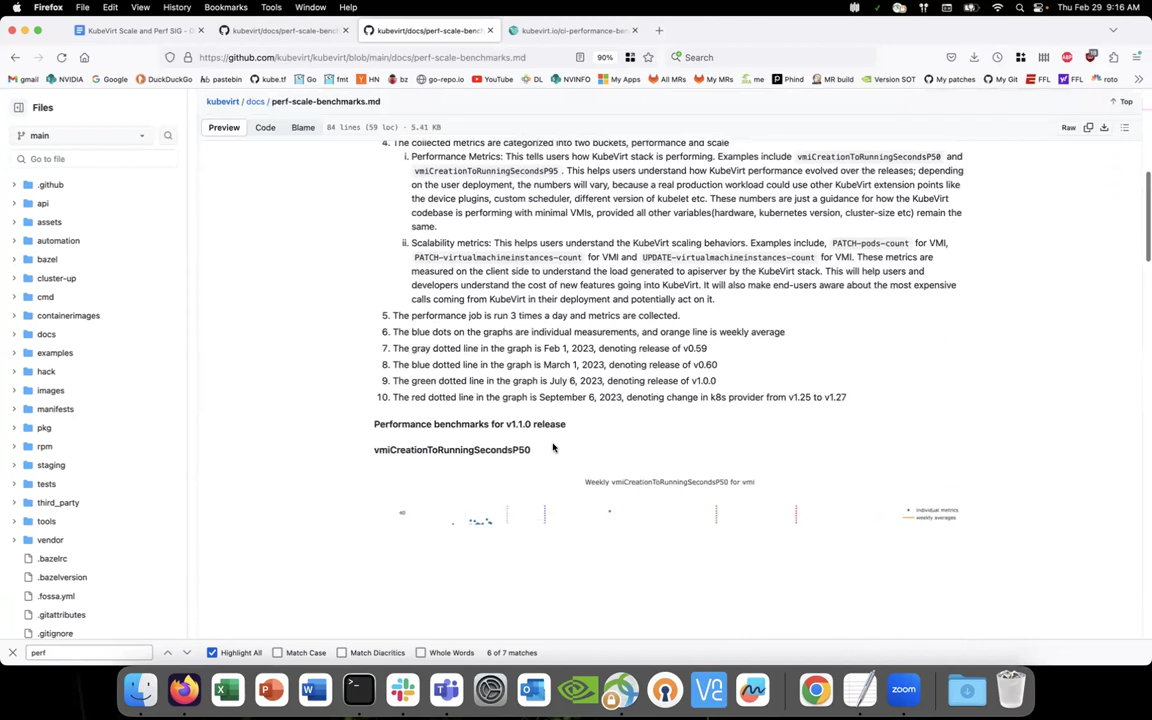 Firefox File Edit View History Bookmarks Tools Window Help Thu Feb 29 9:16 AM
KubeVirt Scale and Perf SIG - G kubevirt/docs/perf-scale-bench kubevirt/docs/perf-scale-bench kubevirt.io/ci-performance-ben
https://github.com/kubevirt/kubevirt/blob/main/docs/perf-scale-benchmarks.md 90% Search
gmail NVIDIA Google DuckDuckGo pastebin kube.tf fmt HN bz go-benchmark YouTube DL NVINFO My Apps All MRs My MRs me Phind MR build Version SOT My patches My Git FFL FFL roto
Files kubevirt / docs / perf-scale-benchmarks.md Top
main Preview Code Blame 84 lines (59 loc) · 5.41 KB Raw
Go to file
.github
api
assets
automation
bazel
cluster-up
cmd
containerimages
docs
examples
hack
images
manifests
pkg
rpm
staging
tests
third_party
tools
vendor
.bazelrc
.bazelversion
.fossa.yml
.gitattributes
.gitignore
4. The collected metrics are categorized into two buckets, performance and scale
i. Performance Metrics: This tells users how KubeVirt stack is performing. Examples include vmiCreationToRunningSecondsP50 and
vmiCreationToRunningSecondsP95 . This helps users understand how KubeVirt performance evolved over the releases; depending
on the user deployment, the numbers will vary, because a real production workload could use other KubeVirt extension points like
the device plugins, custom scheduler, different version of kubelet etc. These numbers are just a guidance for how the KubeVirt
codebase is performing with minimal VMIs, provided all other variables(hardware, kubernetes version, cluster-size etc) remain the
same.
ii. Scalability metrics: This helps users understand the KubeVirt scaling behaviors. Examples include, PATCH-pods-count for VMI,
PATCH-virtualmachineinstances-count for VMI and UPDATE-virtualmachineinstances-count for VMI. These metrics are
measured on the client side to understand the load generated to apiserver by the KubeVirt stack. This will help users and
developers understand the cost of new features going into KubeVirt. It will also make end-users aware about the most expensive
calls coming from KubeVirt in their deployment and potentially act on it.
5. The performance job is run 3 times a day and metrics are collected.
6. The blue dots on the graphs are individual measurements, and orange line is weekly average
7. The gray dotted line in the graph is Feb 1, 2023, denoting release of v0.59
8. The blue dotted line in the graph is March 1, 2023, denoting release of v0.60
9. The green dotted line in the graph is July 6, 2023, denoting release of v1.0.0
10. The red dotted line in the graph is September 6, 2023, denoting change in k8s provider from v1.25 to v1.27
Performance benchmarks for v1.1.0 release
vmiCreationToRunningSecondsP50
Weekly vmiCreationToRunningSecondsP50 for vmi
40
individual metrics
weekly averages
perf Highlight All Match Case Match Diacritics Whole Words 6 of 7 matches
zoom